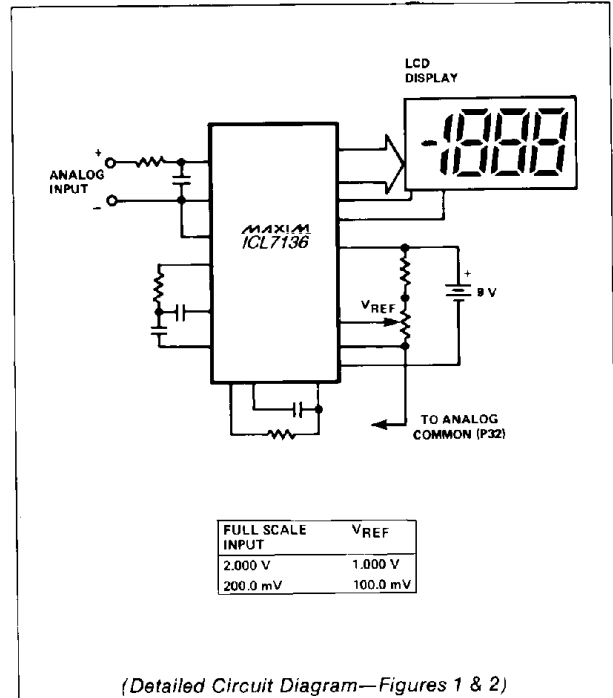 LCD
DISPLAY
-1888
+
ANALOG
INPUT
-
MAXIM
ICL7136
+
9 V
VREF
TO ANALOG
COMMON (P32)
FULL SCALE
INPUT
VREF
2.000 V 1.000 V
200.0 mV 100.0 mV
(Detailed Circuit Diagram—Figures 1 & 2)